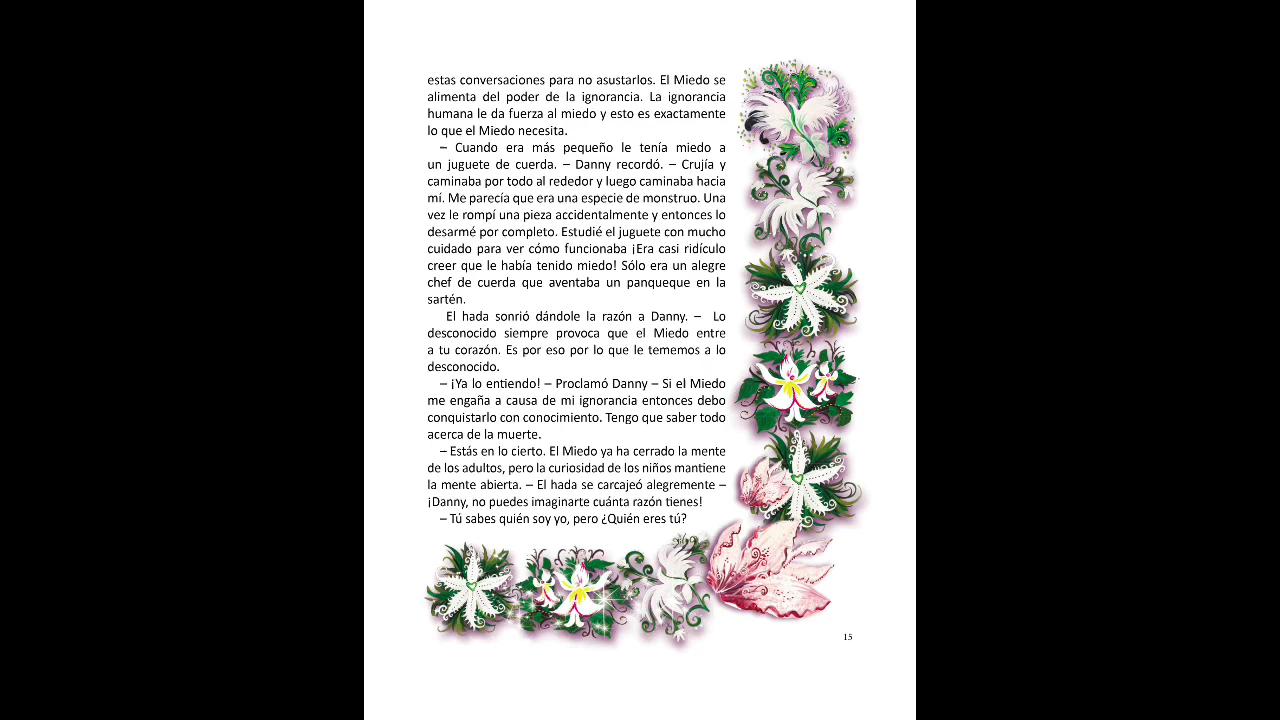 estas conversaciones para no asustarlos. El Miedo se
alimenta del poder de la ignorancia. La ignorancia
humana le da fuerza al miedo y esto es exactamente
lo que el Miedo necesita.
– Cuando era más pequeño le tenía miedo a
un juguete de cuerda. – Danny recordó. – Crujía y
caminaba por todo al rededor y luego caminaba hacia
mí. Me parecía que era una especie de monstruo. Una
vez le rompí una pieza accidentalmente y entonces lo
desarmé por completo. Estudié el juguete con mucho
cuidado para ver cómo funcionaba ¡Era casi ridículo
creer que le había tenido miedo! Sólo era un alegre
chef de cuerda que aventaba un panqueque en la
sartén.
El hada sonrió dándole la razón a Danny. – Lo
desconocido siempre provoca que el Miedo entre
a tu corazón. Es por eso por lo que le tememos a lo
desconocido.
– ¡Ya lo entiendo! – Proclamó Danny – Si el Miedo
me engaña a causa de mi ignorancia entonces debo
conquistarlo con conocimiento. Tengo que saber todo
acerca de la muerte.
– Estás en lo cierto. El Miedo ya ha cerrado la mente
de los adultos, pero la curiosidad de los niños mantiene
la mente abierta. – El hada se carcajeó alegremente –
¡Danny, no puedes imaginarte cuánta razón tienes!
– Tú sabes quién soy yo, pero ¿Quién eres tú?
15